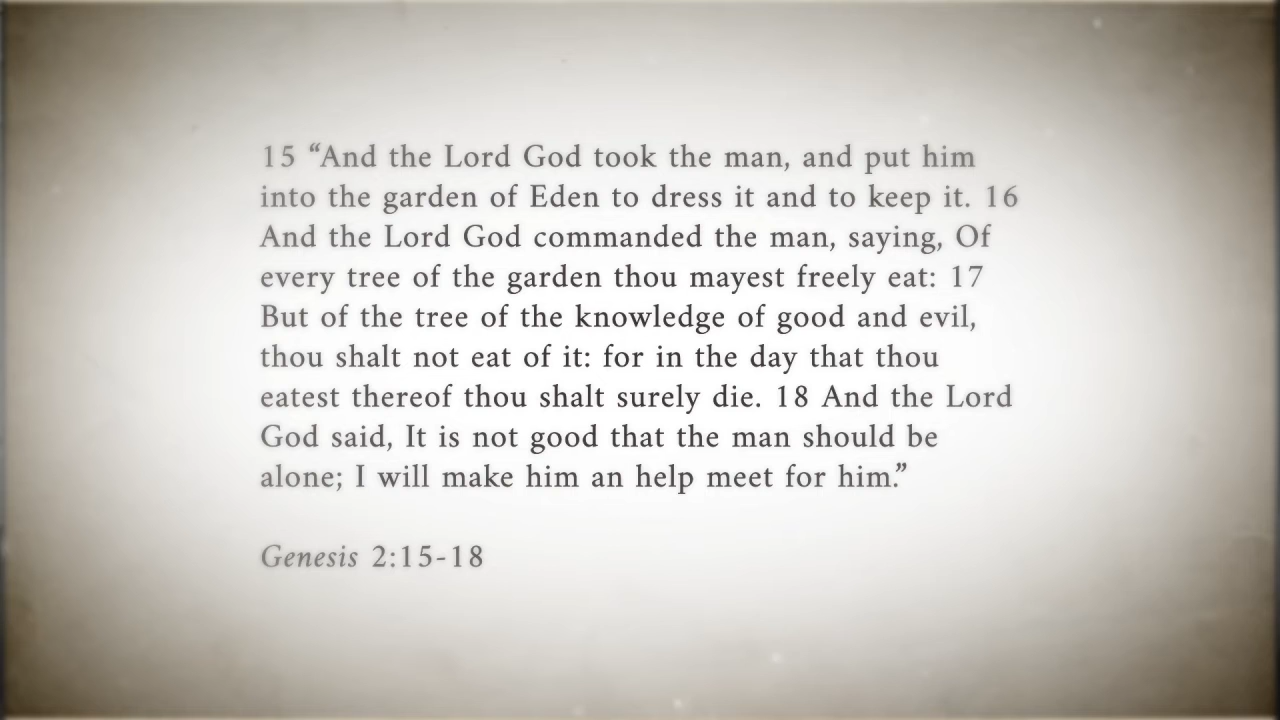 15 “And the Lord God took the man, and put him
into the garden of Eden to dress it and to keep it. 16
And the Lord God commanded the man, saying, Of
every tree of the garden thou mayest freely eat: 17
But of the tree of the knowledge of good and evil,
thou shalt not eat of it: for in the day that thou
eatest thereof thou shalt surely die. 18 And the Lord
God said, It is not good that the man should be
alone; I will make him an help meet for him.”
Genesis 2:15-18